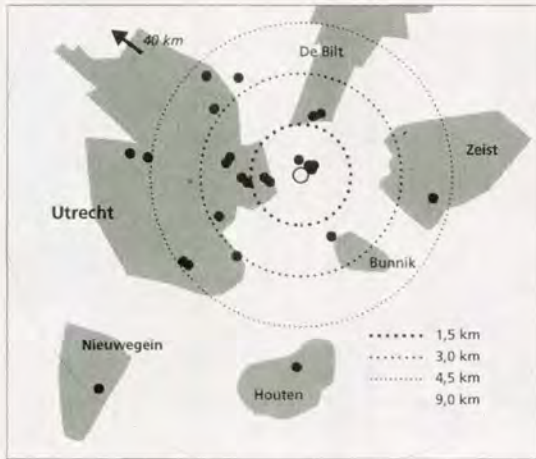 40 km
De Bilt
Zeist
Utrecht
Bunnik
Nieuwegein
Houten
1,5 km
3,0 km
4,5 km
9,0 km